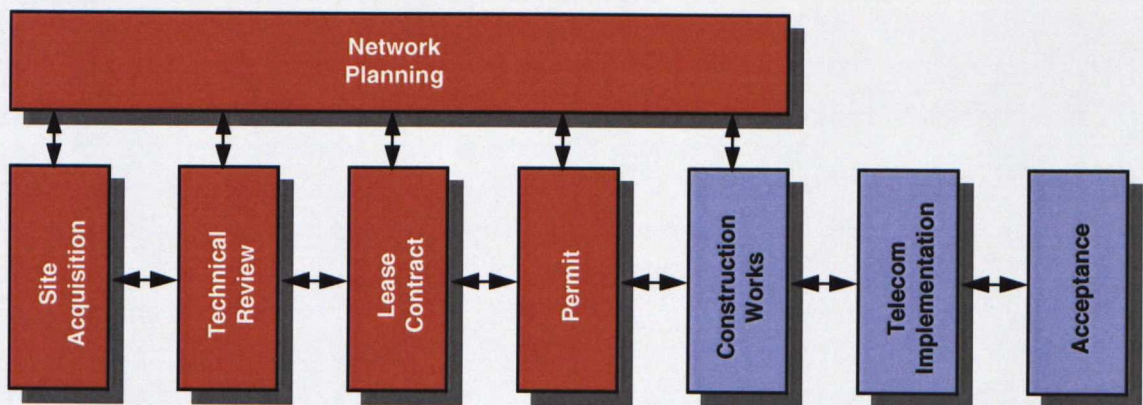 Network
Planning
Site
Acquisition
Technical
Review
Lease
Contract
Permit
Construction
Works
Telecom
Implementation
Acceptance